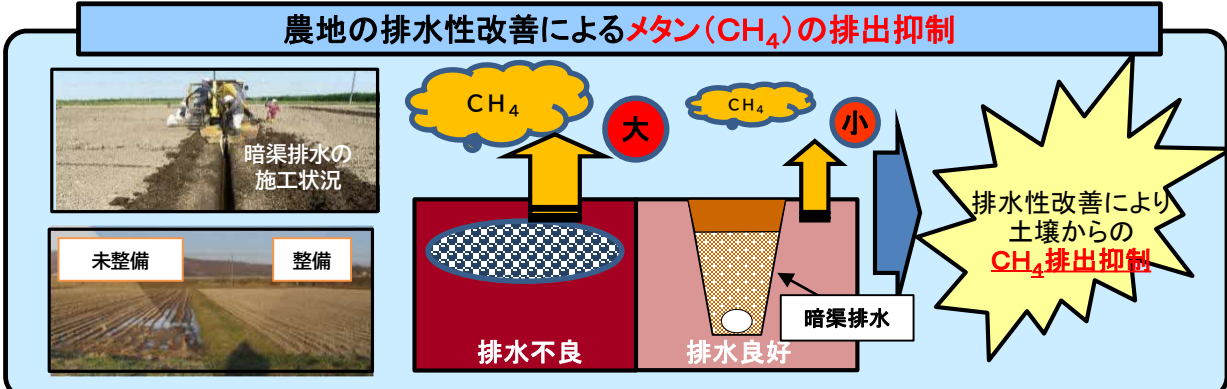 農地の排水性改善によるメタン（CH₄）の排出抑制
暗渠排水の
施工状況
未整備
整備
CH₄
大
CH₄
小
排水不良
排水良好
暗渠排水
排水性改善により
土壌からの
CH₄排出抑制